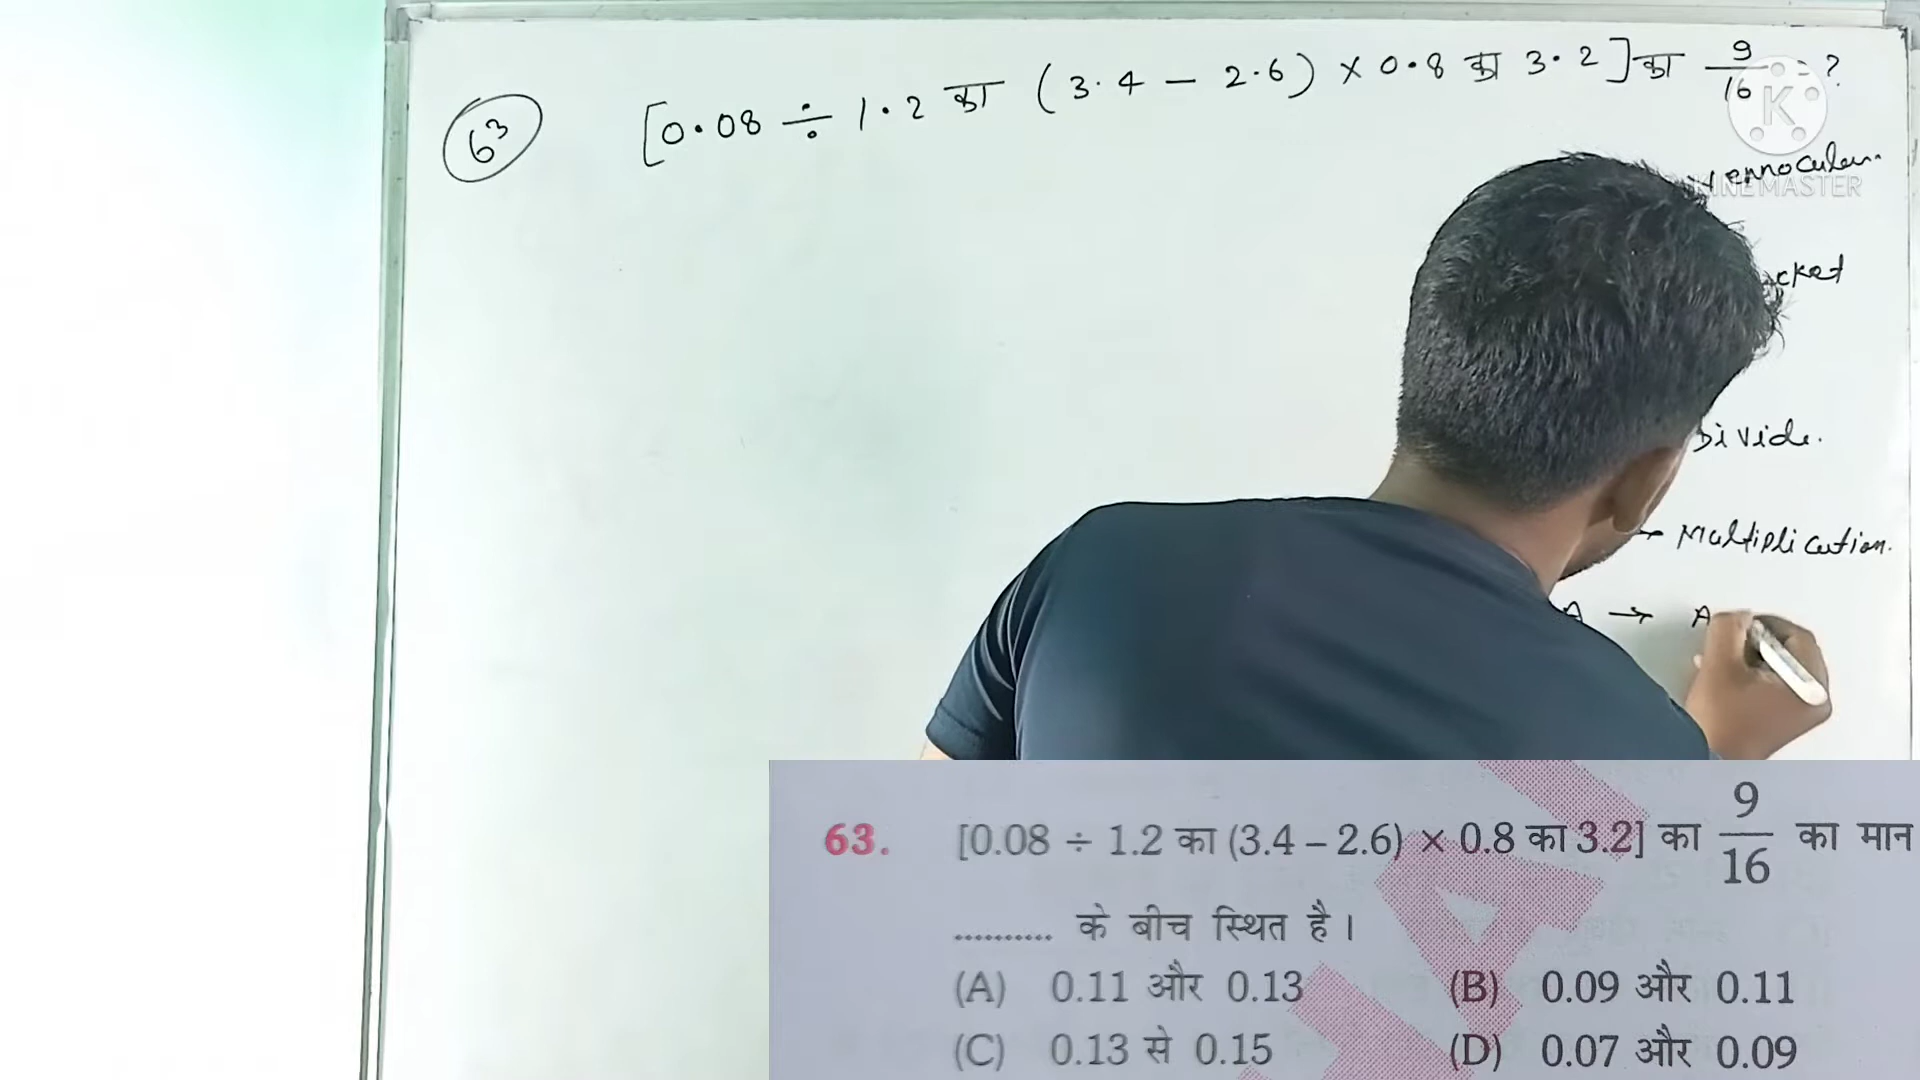 63 [0.08 ÷ 1.2 का (3.4 - 2.6) × 0.8 का 3.2] का 9/16 = ?
KINEMASTER
Divide.
→ Multiplication.
A → A
63. [0.08 ÷ 1.2 का (3.4 – 2.6) × 0.8 का 3.2] का 9/16 का मान
........... के बीच स्थित है।
(A) 0.11 और 0.13 (B) 0.09 और 0.11
(C) 0.13 से 0.15 (D) 0.07 और 0.09